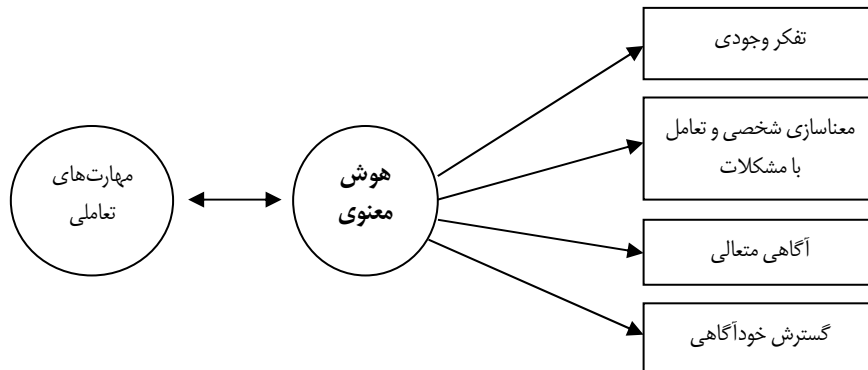 تفکر وجودی
معناسازی شخصی و تعامل
با مشکلات
هوش
معنوی
مهارت‌های
تعاملی
آگاهی متعالی
گسترش خودآگاهی